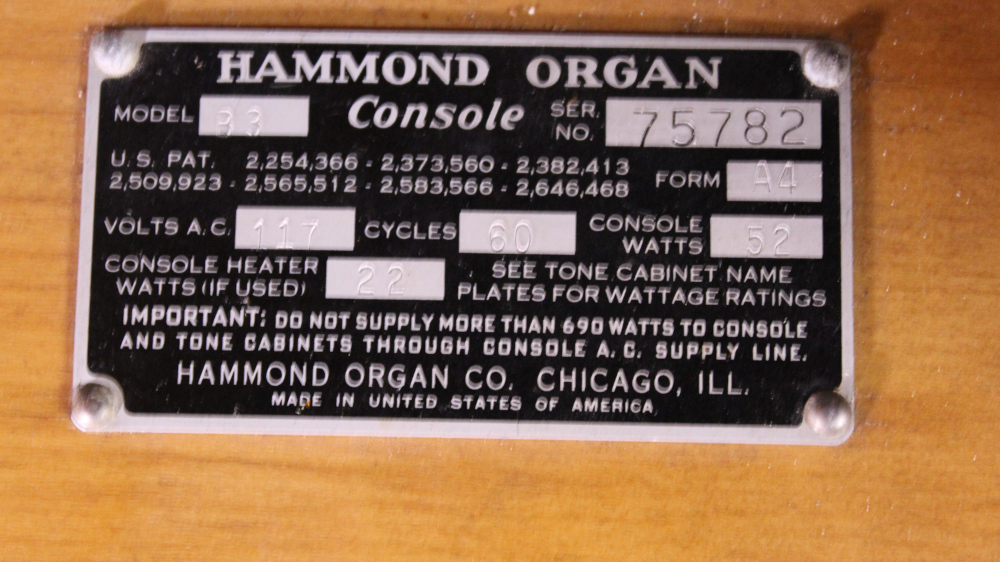 HAMMOND ORGAN
MODEL B3 Console SER. NO. 75782
U.S. PAT. 2,254,366 - 2,373,560 - 2,382,413
2,509,923 - 2,565,512 - 2,583,566 - 2,646,468 FORM A4
VOLTS A.C. 117 CYCLES 60 CONSOLE WATTS 52
CONSOLE HEATER WATTS (IF USED) 22 SEE TONE CABINET NAME
PLATES FOR WATTAGE RATINGS
IMPORTANT: DO NOT SUPPLY MORE THAN 690 WATTS TO CONSOLE
AND TONE CABINETS THROUGH CONSOLE A.C. SUPPLY LINE.
HAMMOND ORGAN CO. CHICAGO, ILL.
MADE IN UNITED STATES OF AMERICA